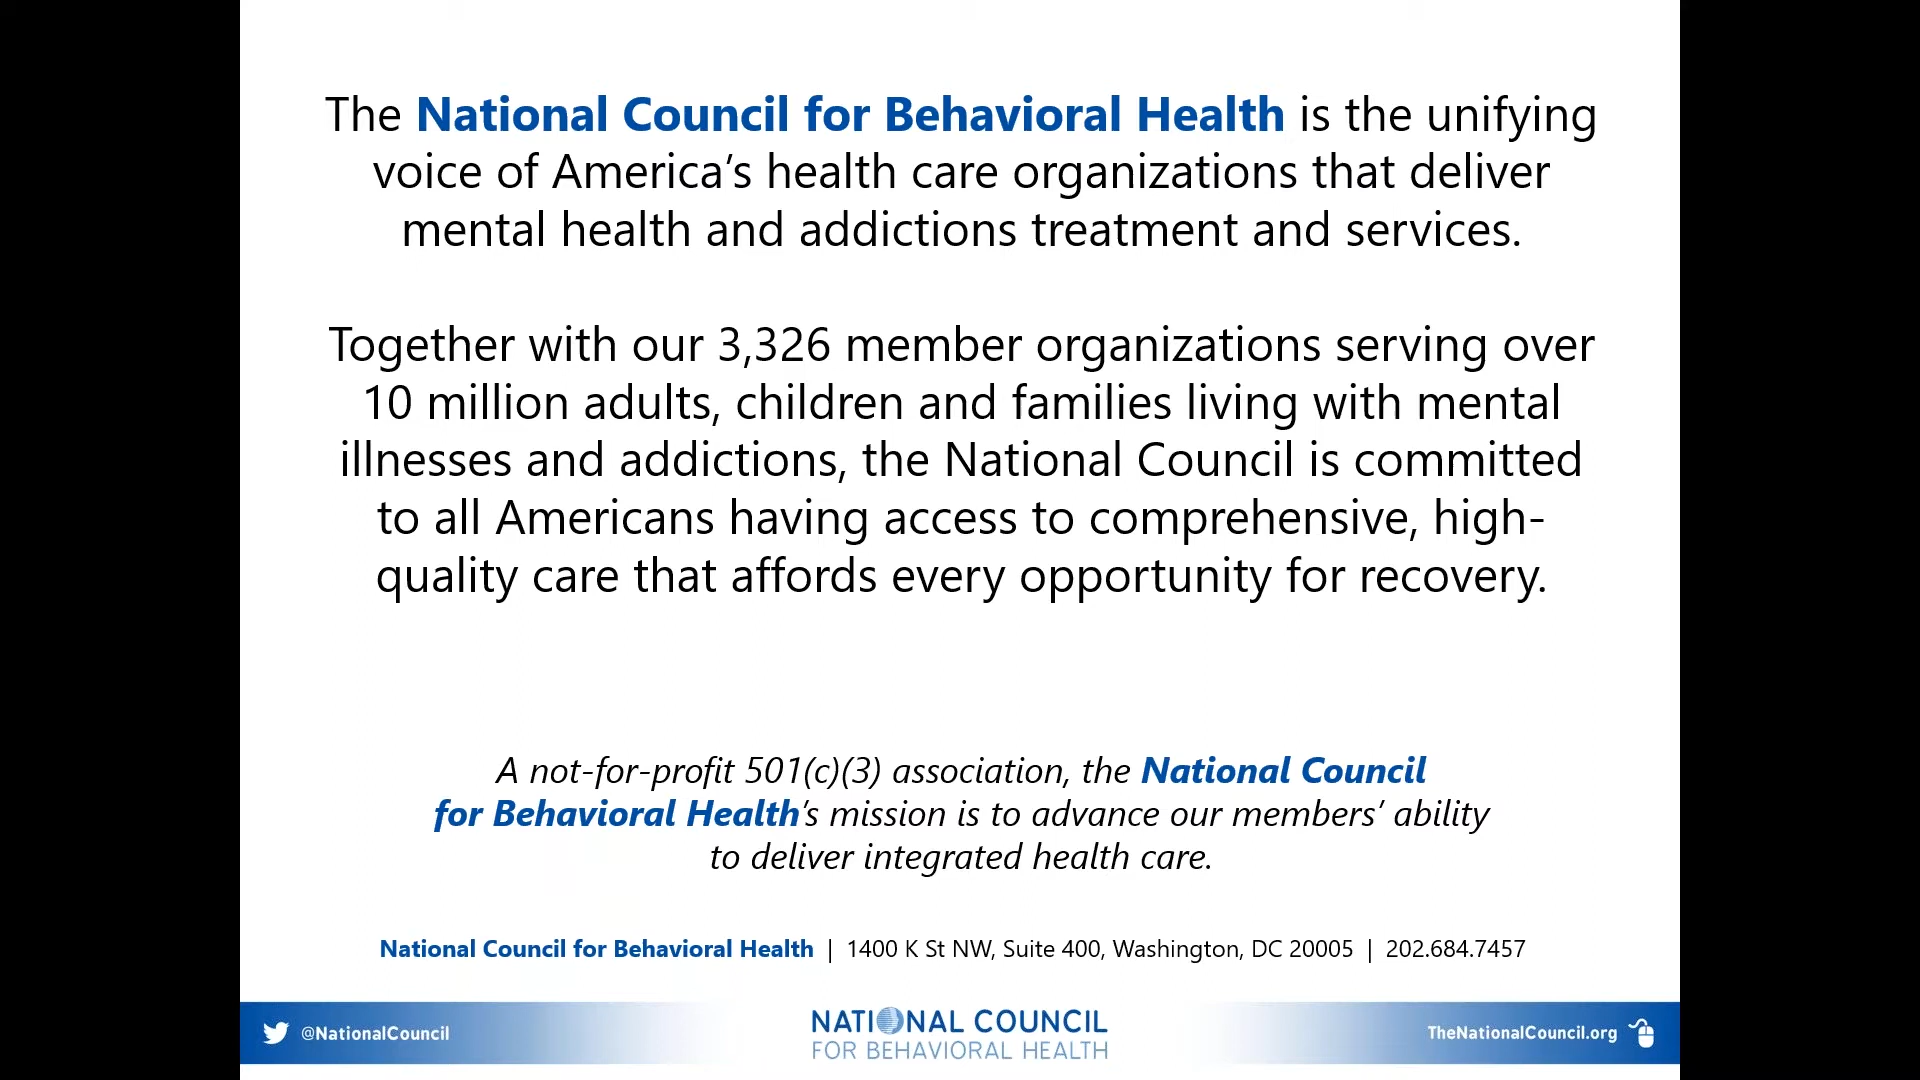 The National Council for Behavioral Health is the unifying
voice of America’s health care organizations that deliver
mental health and addictions treatment and services.
Together with our 3,326 member organizations serving over
10 million adults, children and families living with mental
illnesses and addictions, the National Council is committed
to all Americans having access to comprehensive, high-
quality care that affords every opportunity for recovery.
A not-for-profit 501(c)(3) association, the National Council
for Behavioral Health’s mission is to advance our members’ ability
to deliver integrated health care.
National Council for Behavioral Health | 1400 K St NW, Suite 400, Washington, DC 20005 | 202.684.7457
@NationalCouncil
NATIONAL COUNCIL
FOR BEHAVIORAL HEALTH
TheNationalCouncil.org